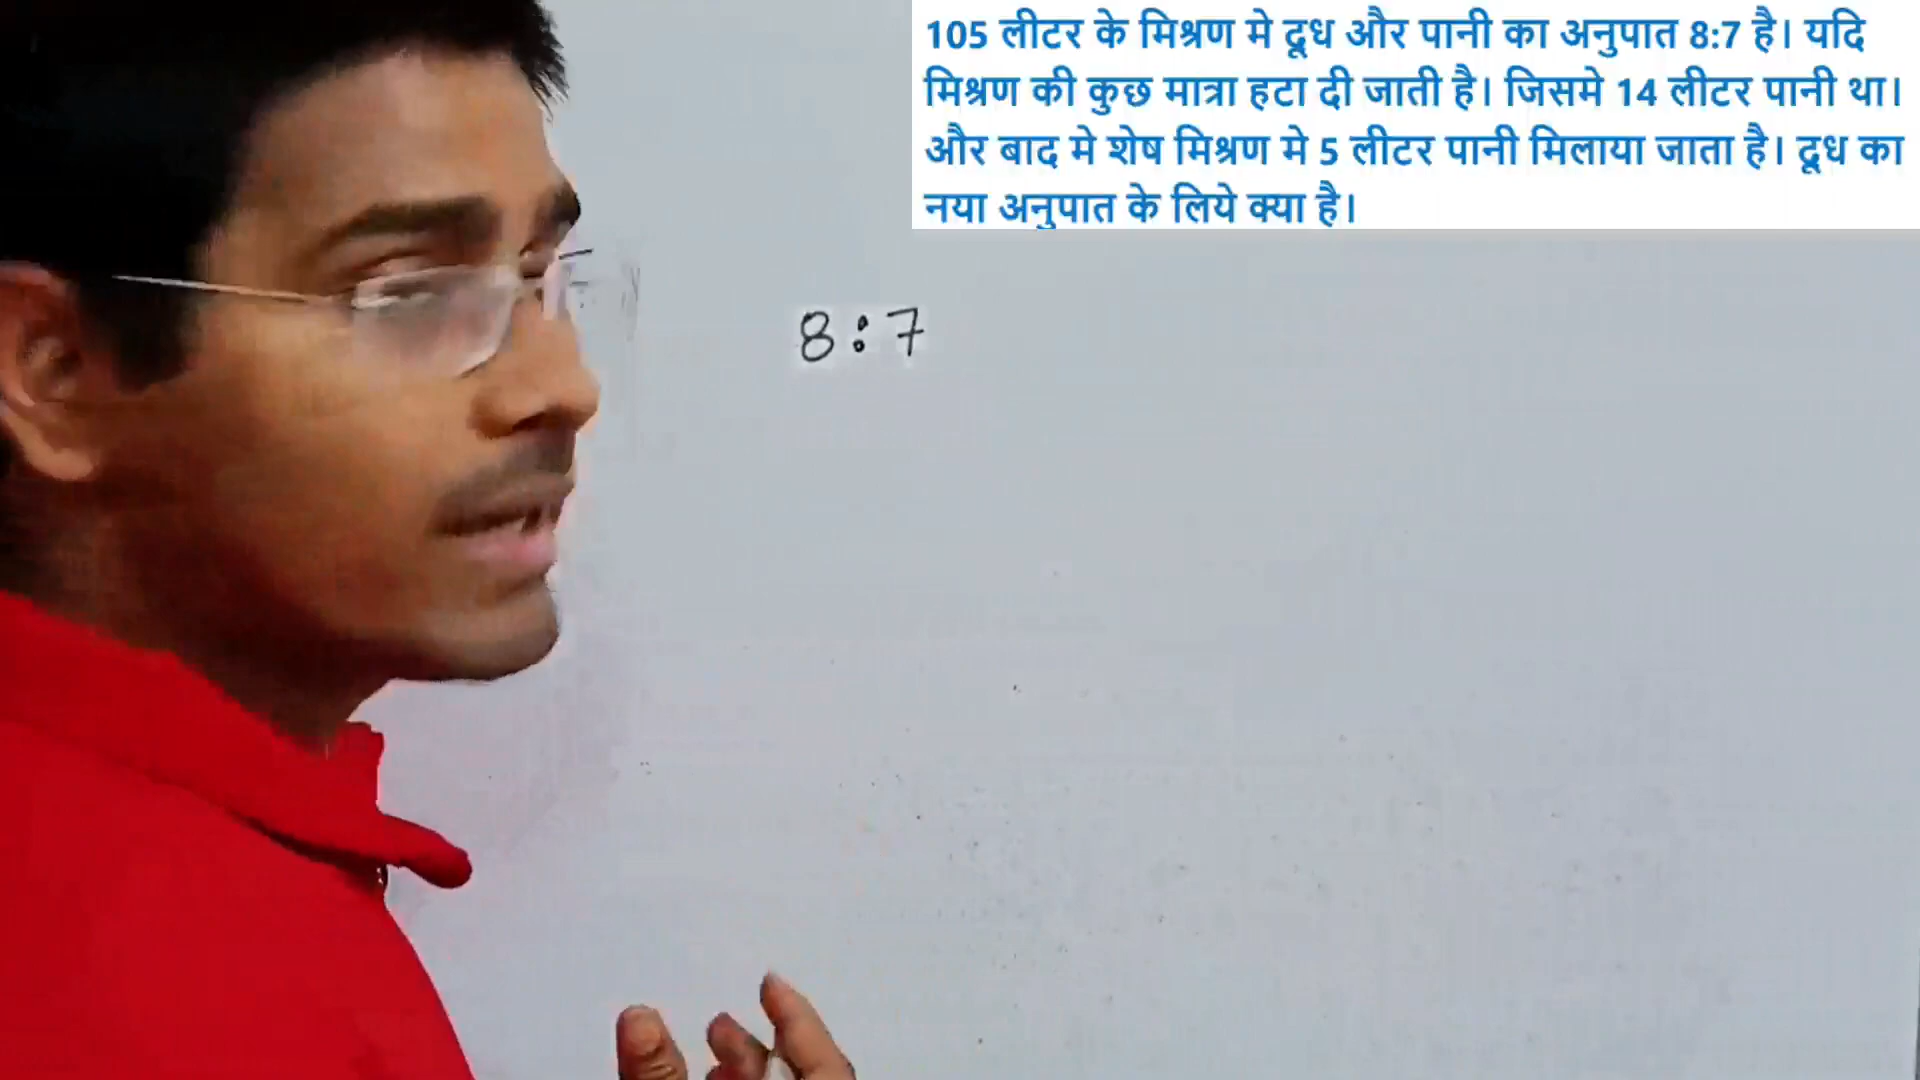 105 लीटर के मिश्रण मे दूध और पानी का अनुपात 8:7 है। यदि
मिश्रण की कुछ मात्रा हटा दी जाती है। जिसमे 14 लीटर पानी था।
और बाद मे शेष मिश्रण मे 5 लीटर पानी मिलाया जाता है। दूध का
नया अनुपात के लिये क्या है।
8:7